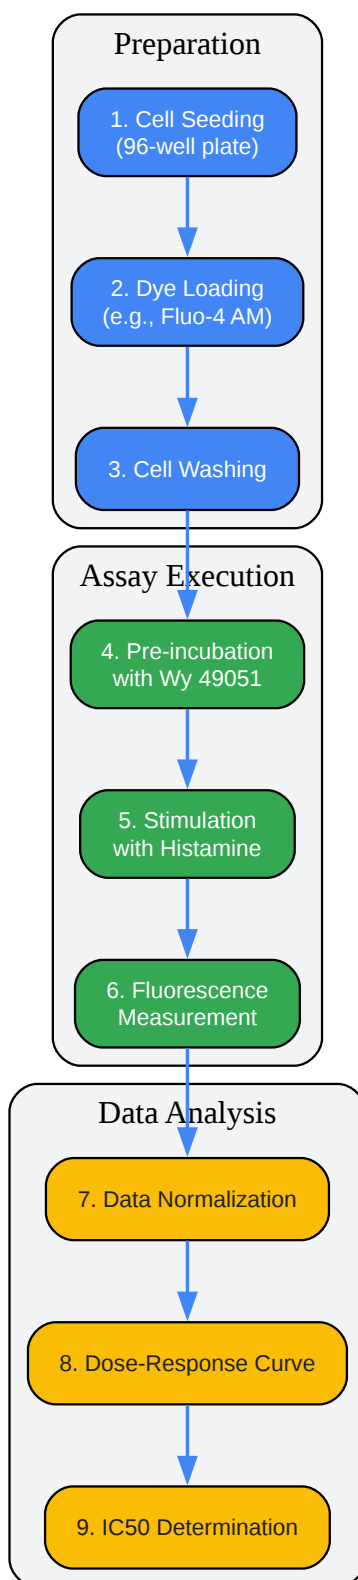 Preparation
1. Cell Seeding
(96-well plate)
2. Dye Loading
(e.g., Fluo-4 AM)
3. Cell Washing
Assay Execution
4. Pre-incubation
with Wy 49051
5. Stimulation
with Histamine
6. Fluorescence
Measurement
Data Analysis
7. Data Normalization
8. Dose-Response Curve
9. IC50 Determination